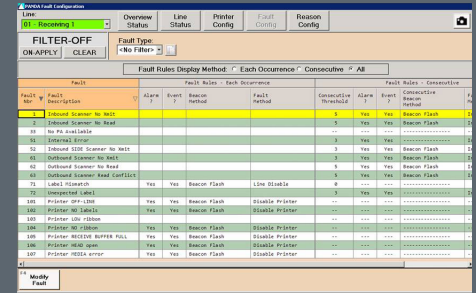 PANDA Fault Configuration
Line:
01 - Receiving 1
Overview Status
Line Status
Printer Config
Fault Config
Reason Config
FILTER-OFF
ON-APPLY CLEAR
Fault Type:
<No Filter>
Fault Rules Display Method: Each Occurrence Consecutive All
Fault Fault Rules - Each Occurrence Fault Rules - Consecutive
Fault Nbr Fault Description Alarm ? Event ? Beacon Method Fault Method Consecutive Threshold Alarm ? Event ? Consecutive Beacon Method
1 Inbound Scanner No Xmit 5 Yes Yes Beacon Flash
2 Inbound Scanner No Read 5 Yes Yes Beacon Flash
33 No PA Available -- --- --- ----------------
51 Internal Error 3 Yes Yes Beacon Flash
52 Inbound SIDE Scanner No Xmit 3 Yes Yes Beacon Flash
61 Outbound Scanner No Xmit 3 Yes Yes Beacon Flash
62 Outbound Scanner No Read 5 Yes Yes Beacon Flash
63 Outbound Scanner Read Conflict 5 Yes Yes Beacon Flash
71 Label Mismatch Yes Yes Beacon Flash Line Disable 0 --- --- ----------------
72 Unexpected Label 3 Yes Yes ----------------
101 Printer OFF-LINE Yes Yes Beacon Flash Disable Printer -- --- --- ----------------
102 Printer NO labels Yes Yes Beacon Flash Disable Printer -- --- --- ----------------
103 Printer LOW ribbon -- --- --- ----------------
104 Printer NO ribbon Yes Yes Beacon Flash Disable Printer -- --- --- ----------------
105 Printer RECEIVE BUFFER FULL Yes Yes Beacon Flash Disable Printer -- --- --- ----------------
106 Printer HEAD open Yes Yes Beacon Flash Disable Printer -- --- --- ----------------
107 Printer MEDIA error Yes Yes Beacon Flash Disable Printer -- --- --- ----------------
F4 Modify Fault